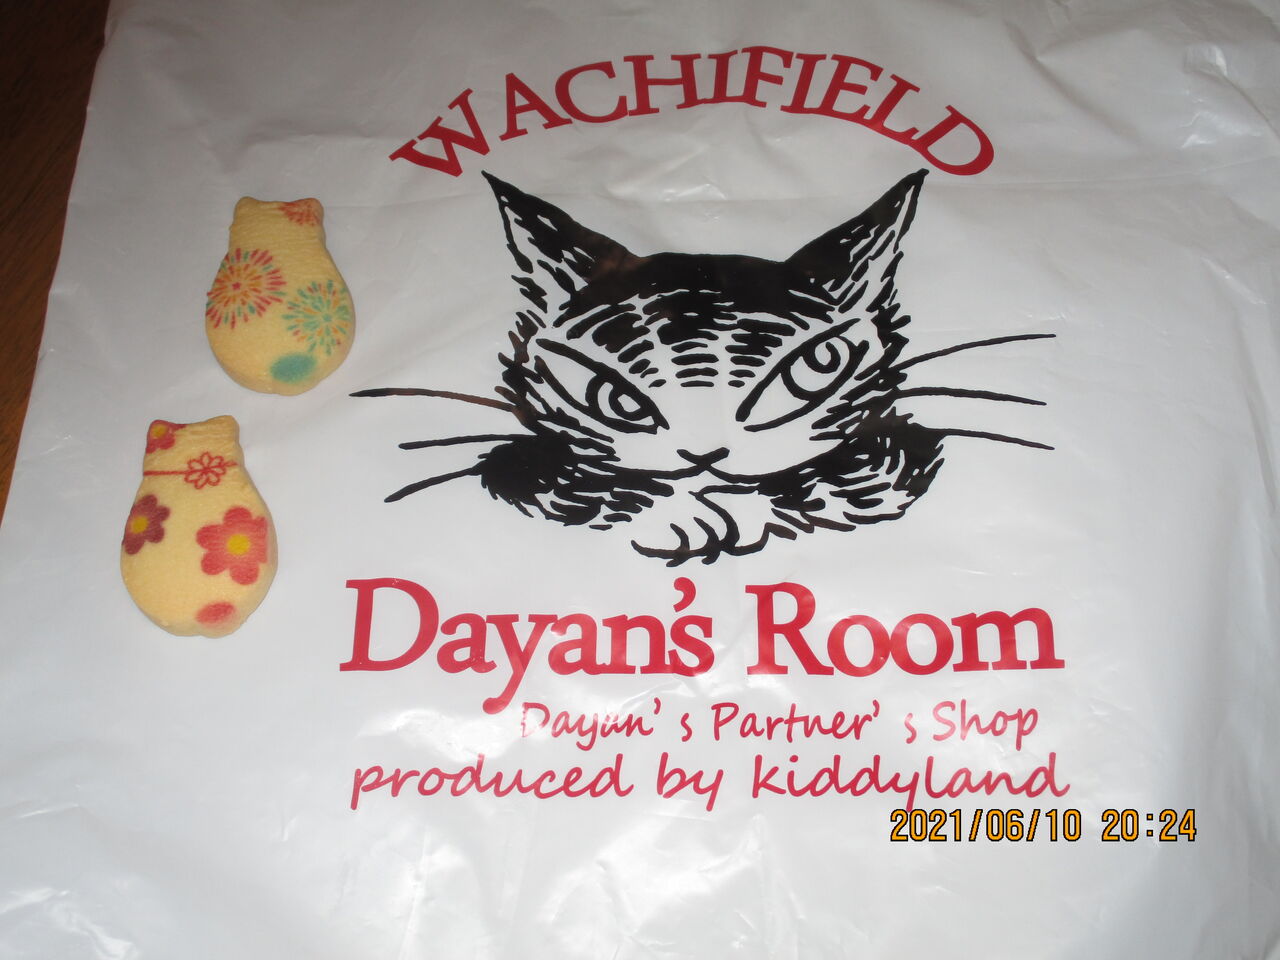 WACHIFIELD
Dayan's Room
Dayan's Partner's Shop
produced by kiddyland
2021/06/10 20:24